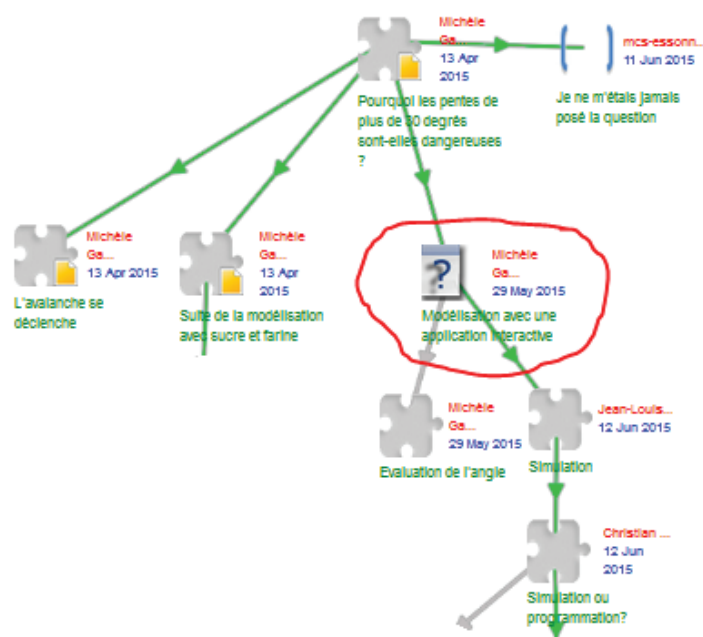 Michèle
Ga...
13 Apr
2015
Pourquoi les pentes de
plus de 30 degrés
sont-elles dangereuses
?
mcs-essonn...
11 Jun 2015
Je ne m'étais jamais
posé la question
Michèle
Ga...
13 Apr 2015
L'avalanche se
déclenche
Michèle
Ga...
13 Apr
2015
Suite de la modélisation
avec sucre et farine
?
Michèle
Ga...
29 May 2015
Modélisation avec une
application interactive
Michèle
Ga...
29 May 2015
Evaluation de l'angle
Jean-Louis...
12 Jun 2015
Simulation
Christian ...
12 Jun
2015
Simulation ou
programmation?